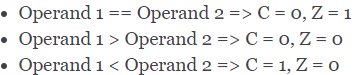 • Operand 1 == Operand 2 => C = 0, Z = 1
• Operand 1 > Operand 2 => C = 0, Z = 0
• Operand 1 < Operand 2 => C = 1, Z = 0